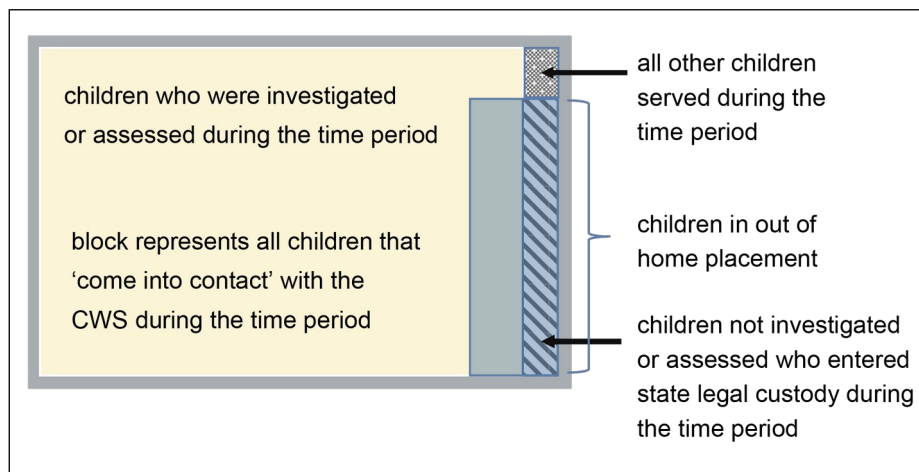 children who were investigated
or assessed during the time period
block represents all children that
‘come into contact’ with the
CWS during the time period
all other children
served during the
time period
children in out of
home placement
children not investigated
or assessed who entered
state legal custody during
the time period